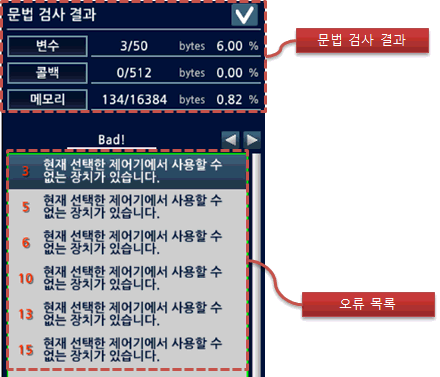 문법 검사 결과
문법 검사 결과
변수 3/50 bytes 6,00 %
콜백 0/512 bytes 0,00 %
메모리 134/16384 bytes 0,82 %
Bad!
3 현재 선택한 제어기에서 사용할 수
없는 장치가 있습니다.
5 현재 선택한 제어기에서 사용할 수
없는 장치가 있습니다.
6 현재 선택한 제어기에서 사용할 수
없는 장치가 있습니다.
10 현재 선택한 제어기에서 사용할 수
없는 장치가 있습니다.
13 현재 선택한 제어기에서 사용할 수
없는 장치가 있습니다.
15 현재 선택한 제어기에서 사용할 수
없는 장치가 있습니다.
오류 목록